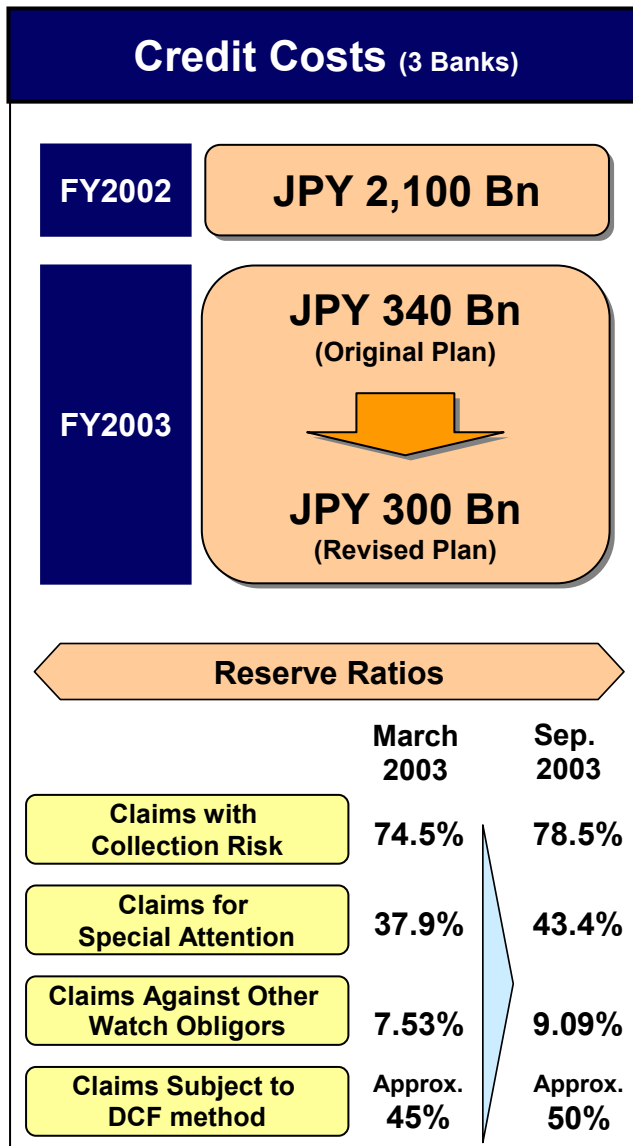 Credit Costs (3 Banks)
FY2002
JPY 2,100 Bn
FY2003
JPY 340 Bn
(Original Plan)
JPY 300 Bn
(Revised Plan)
Reserve Ratios
March
2003
Sep.
2003
Claims with
Collection Risk
74.5%
78.5%
Claims for
Special Attention
37.9%
43.4%
Claims Against Other
Watch Obligors
7.53%
9.09%
Claims Subject to
DCF method
Approx.
45%
Approx.
50%